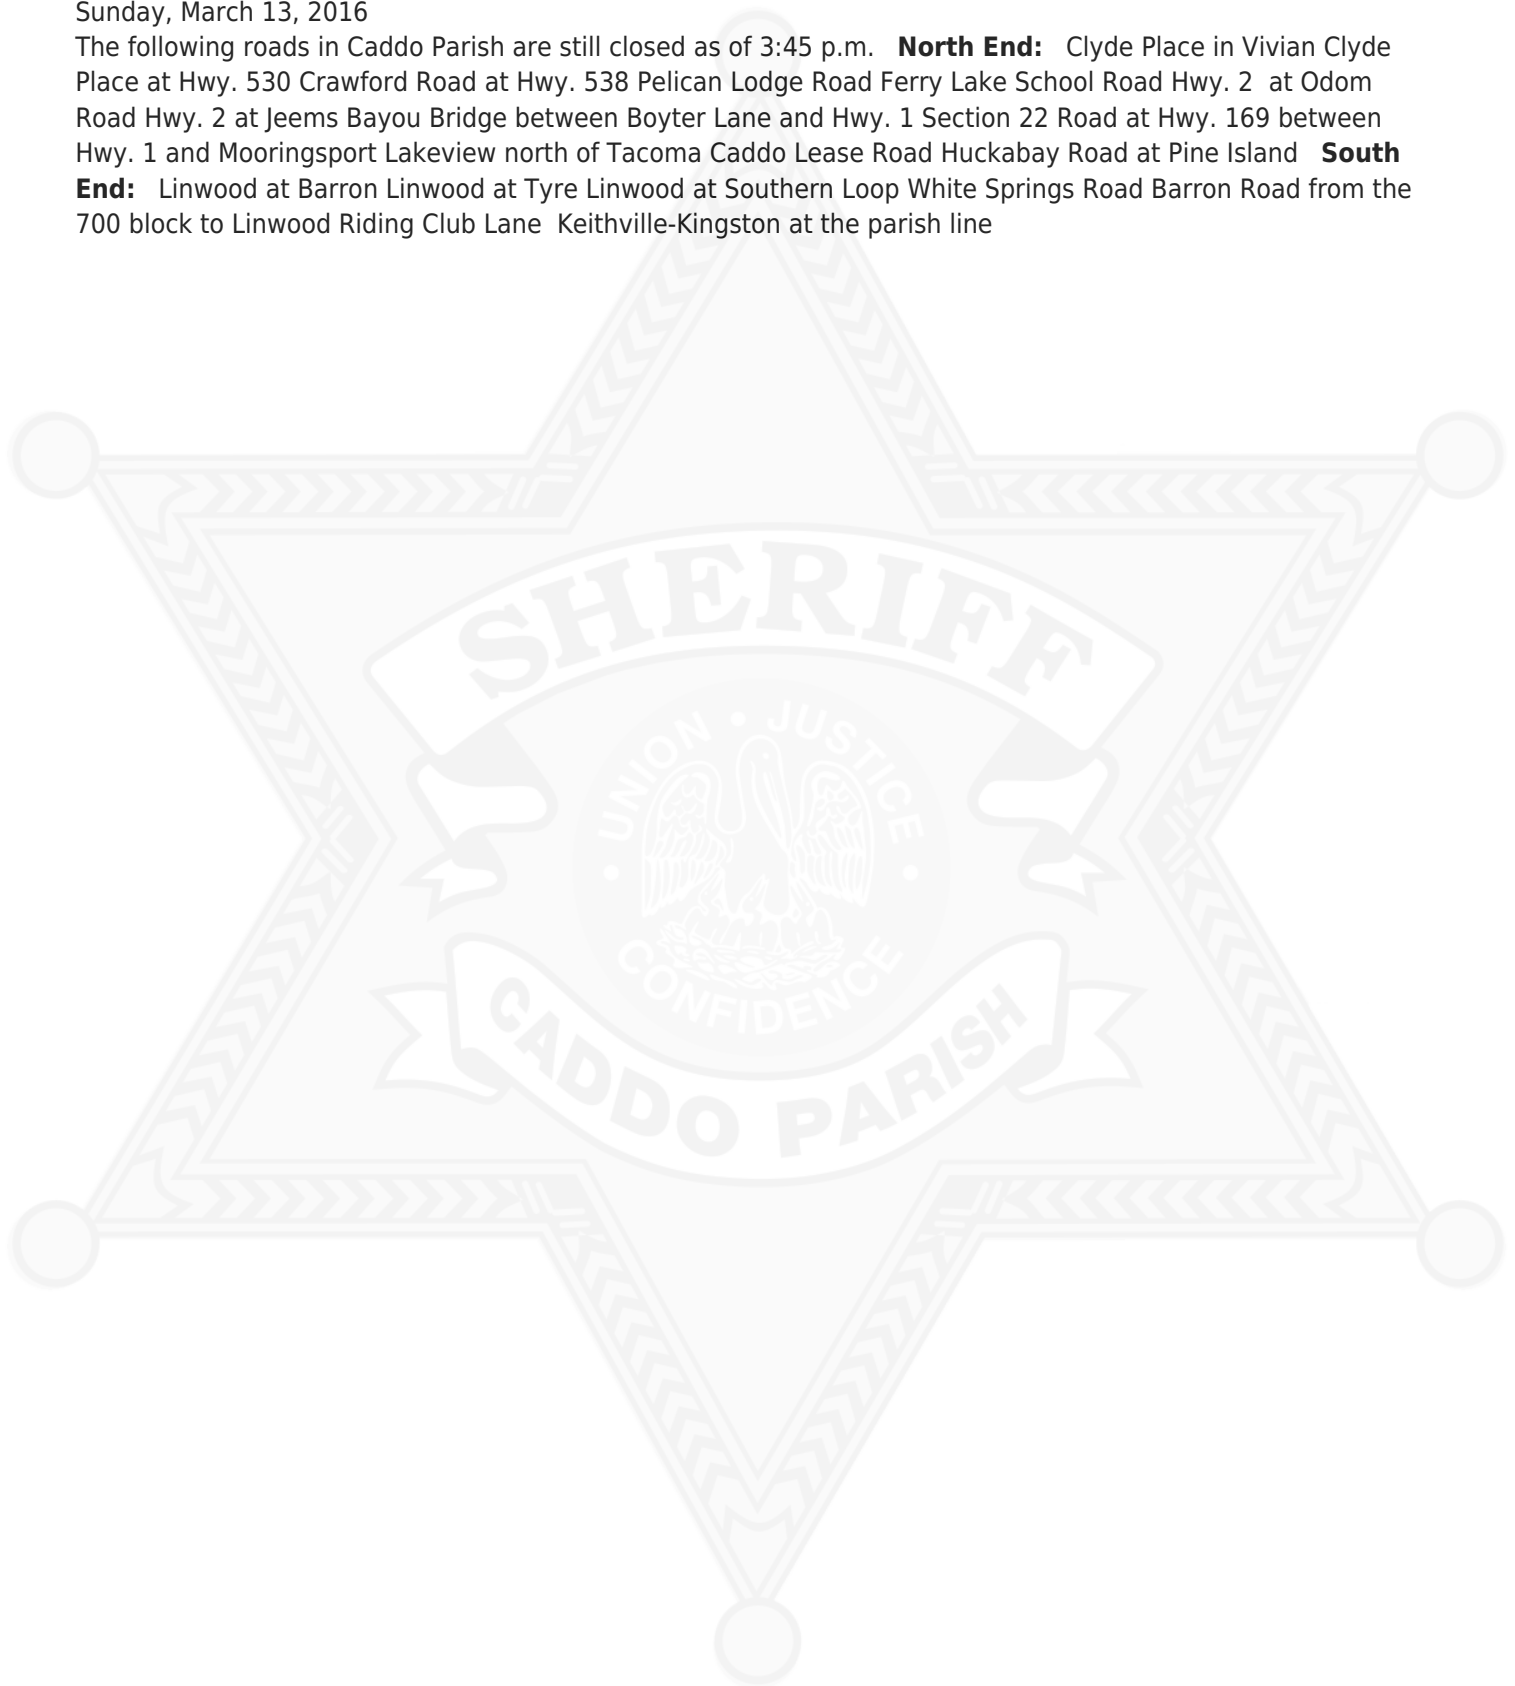 Sunday, March 13, 2016
The following roads in Caddo Parish are still closed as of 3:45 p.m.   North End:   Clyde Place in Vivian Clyde
Place at Hwy. 530 Crawford Road at Hwy. 538 Pelican Lodge Road Ferry Lake School Road Hwy. 2  at Odom
Road Hwy. 2 at Jeems Bayou Bridge between Boyter Lane and Hwy. 1 Section 22 Road at Hwy. 169 between
Hwy. 1 and Mooringsport Lakeview north of Tacoma Caddo Lease Road Huckabay Road at Pine Island   South
End:   Linwood at Barron Linwood at Tyre Linwood at Southern Loop White Springs Road Barron Road from the
700 block to Linwood Riding Club Lane  Keithville-Kingston at the parish line
SHERIFF
UNION • JUSTICE
• CONFIDENCE •
CADDO PARISH